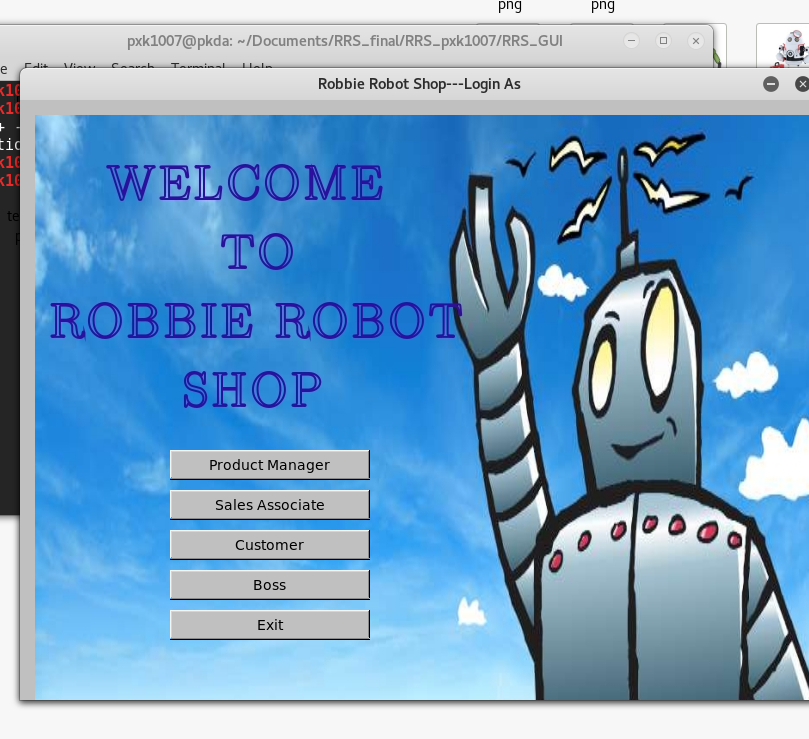 png png
pxk1007@pkda: ~/Documents/RRS_final/RRS_pxk1007/RRS_GUI
Edit View Search Terminal Help
Robbie Robot Shop---Login As
WELCOME
TO
ROBBIE ROBOT
SHOP
Product Manager
Sales Associate
Customer
Boss
Exit